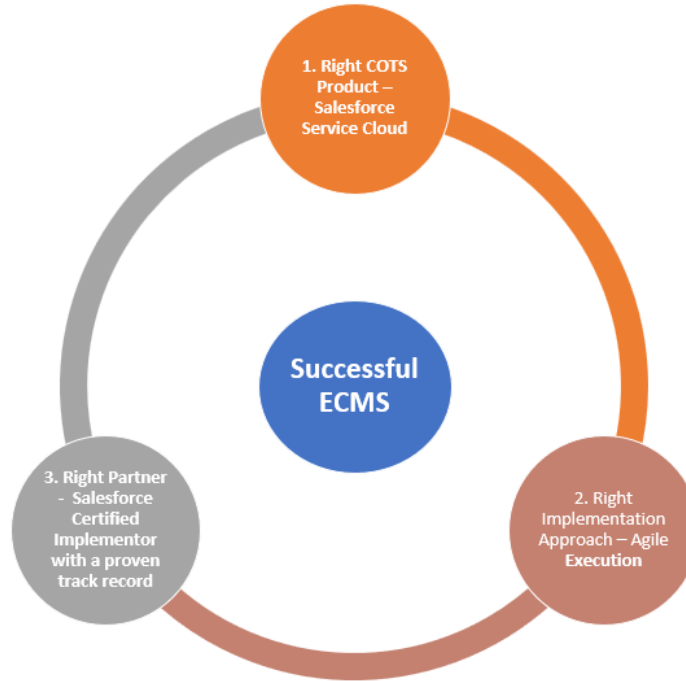 1. Right COTS
Product –
Salesforce
Service Cloud
Successful
ECMS
3. Right Partner
- Salesforce
Certified
Implementor
with a proven
track record
2. Right
Implementation
Approach – Agile
Execution